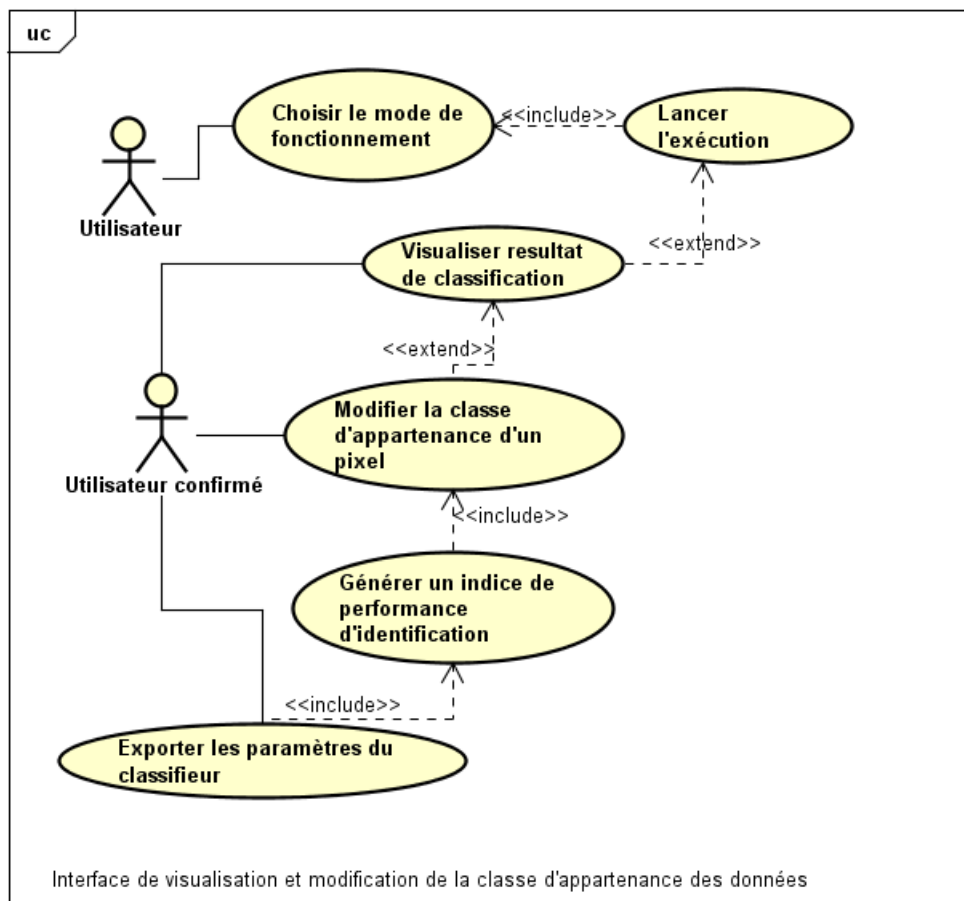 uc
Choisir le mode de
fonctionnement
<<include>>
Lancer
l'exécution
Utilisateur
<<extend>>
Visualiser resultat
de classification
<<extend>>
Modifier la classe
d'appartenance d'un
pixel
Utilisateur confirmé
<<include>>
Générer un indice de
performance
d'identification
<<include>>
Exporter les paramètres du
classifieur
Interface de visualisation et modification de la classe d'appartenance des données